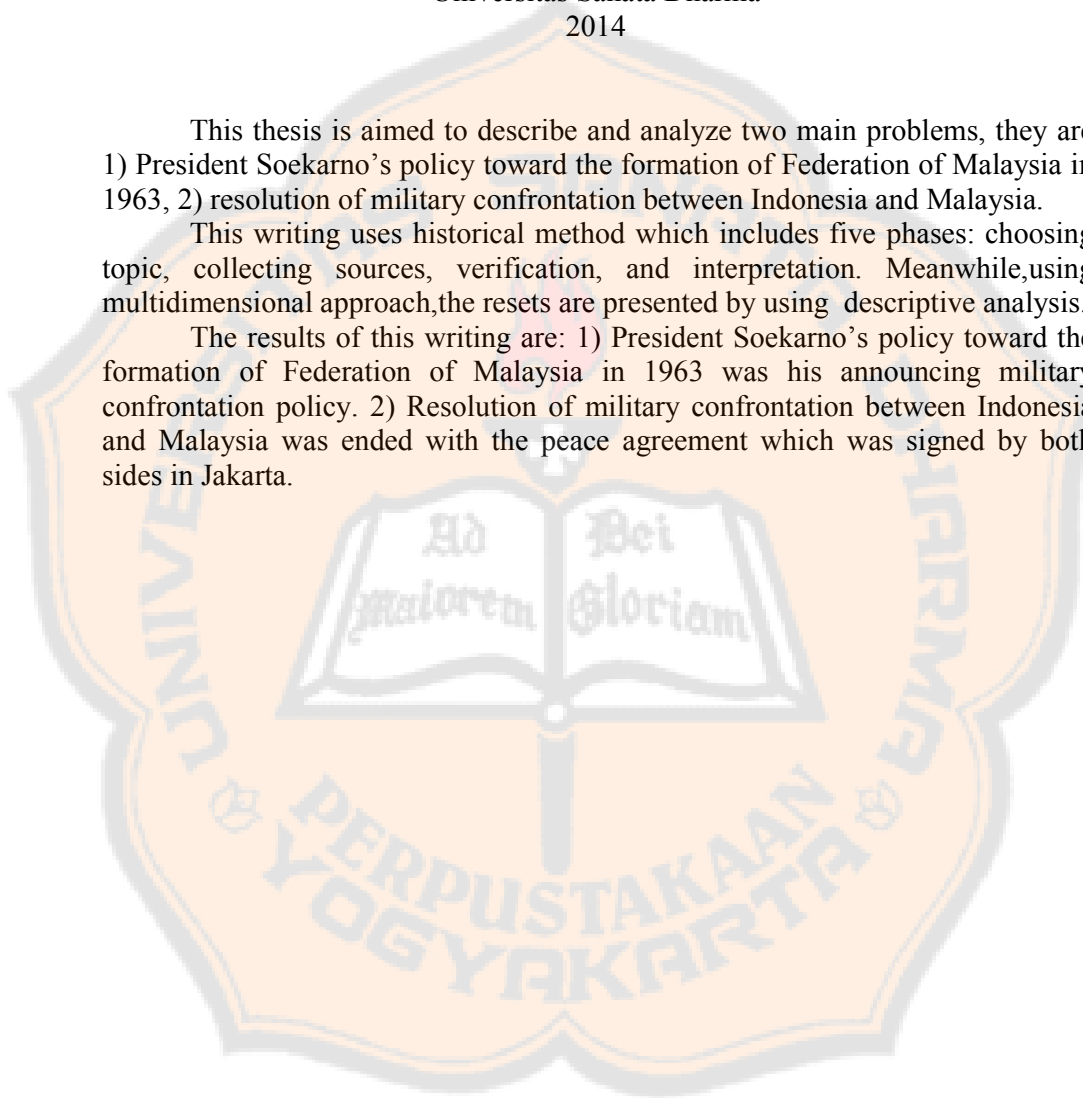 Universitas Sanata Dharma
2014
This thesis is aimed to describe and analyze two main problems, they are
1) President Soekarno’s policy toward the formation of Federation of Malaysia in
1963, 2) resolution of military confrontation between Indonesia and Malaysia.
This writing uses historical method which includes five phases: choosing
topic, collecting sources, verification, and interpretation. Meanwhile,using
multidimensional approach,the resets are presented by using descriptive analysis.
The results of this writing are: 1) President Soekarno’s policy toward the
formation of Federation of Malaysia in 1963 was his announcing military
confrontation policy. 2) Resolution of military confrontation between Indonesia
and Malaysia was ended with the peace agreement which was signed by both
sides in Jakarta.
UNIVERSITAS SANATA DHARMA
Ad
maiorem
Dei
Gloriam
PERPUSTAKAAN
YOGYAKARTA